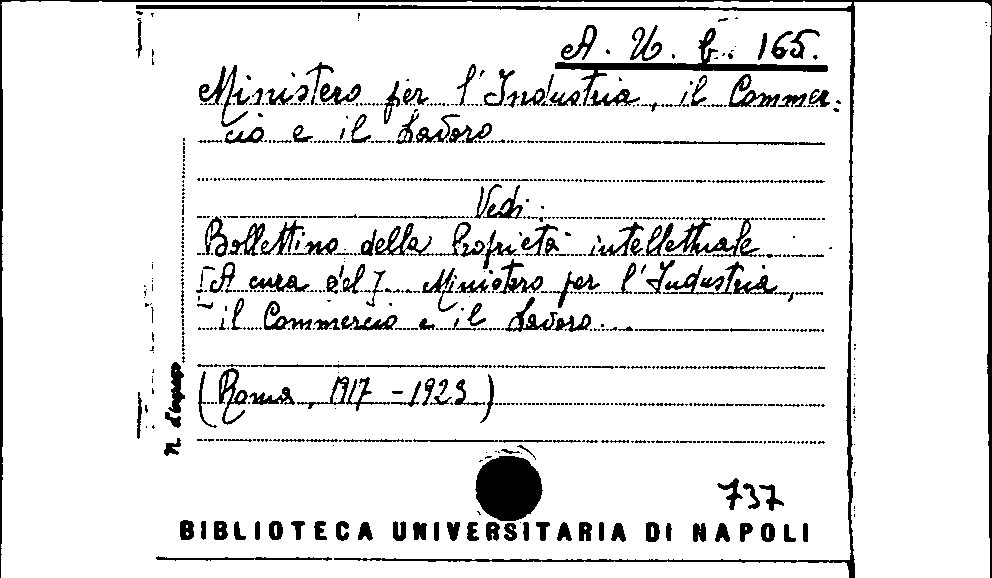 A. U. b. 165.
Ministero per l'Industria, il Commer=
cio e il Lavoro
Vedi:
Bollettino della Proprietà intellettuale.
[A cura del]... Ministero per l'Industria,
il Commercio e il Lavoro...
(Roma, 1917 - 1923)
N. d'ingresso
737
BIBLIOTECA UNIVERSITARIA DI NAPOLI